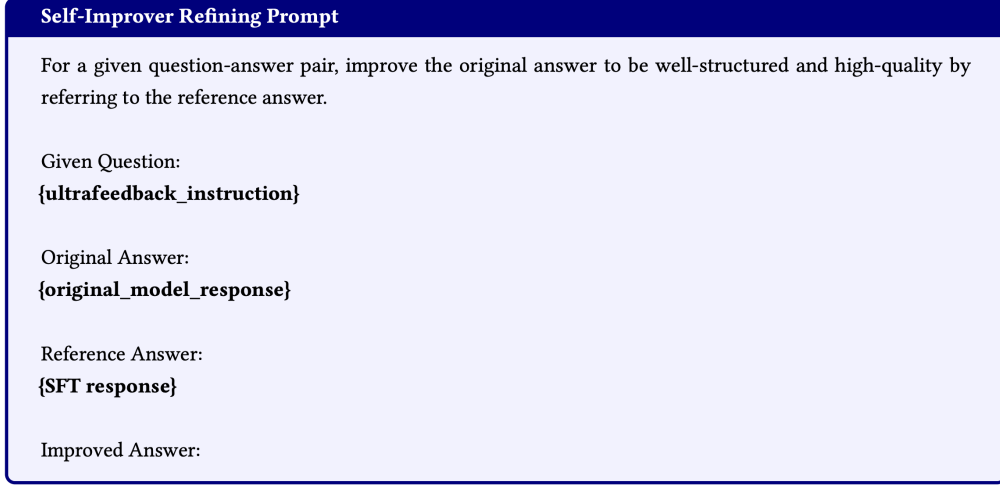 Self-Improver Refining Prompt
For a given question-answer pair, improve the original answer to be well-structured and high-quality by
referring to the reference answer.
Given Question:
{ultrafeedback_instruction}
Original Answer:
{original_model_response}
Reference Answer:
{SFT response}
Improved Answer: